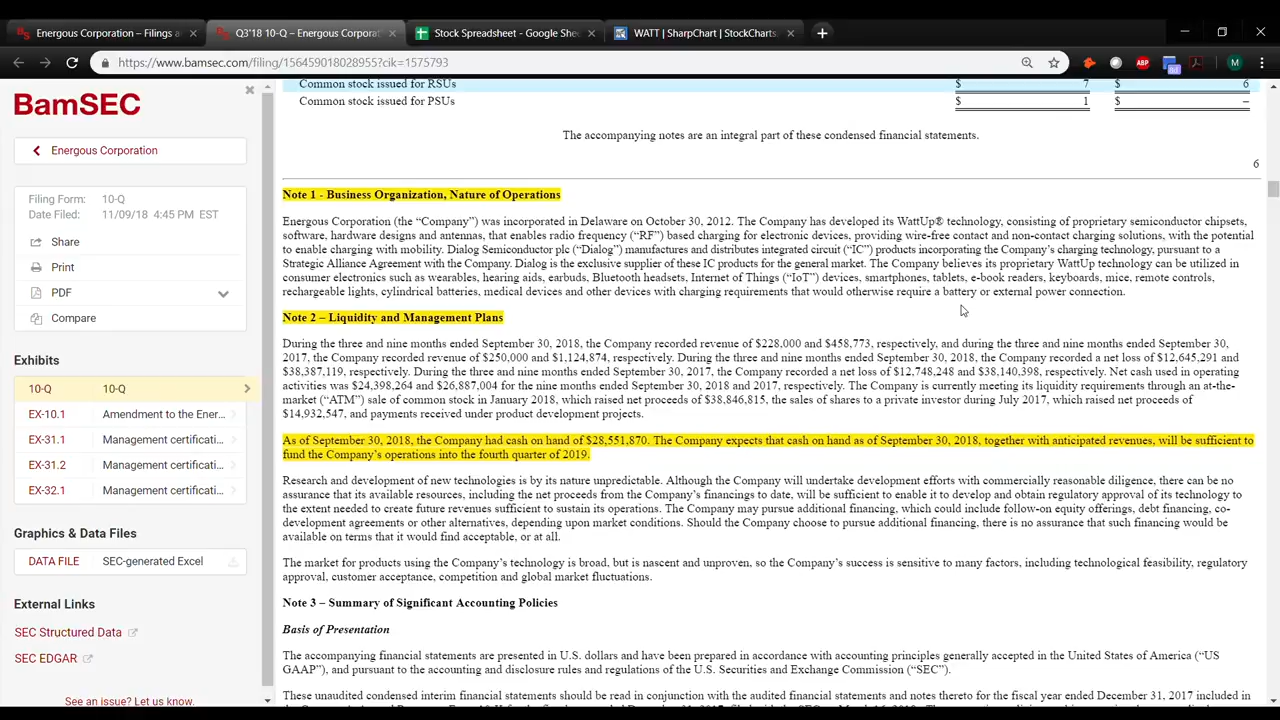 Energous Corporation – Filings a
Q3'18 10-Q – Energous Corporat
Stock Spreadsheet - Google She
WATT | SharpChart | StockCharts
https://www.bamsec.com/filing/156459018028955?cik=1575793
ABP
M
BamSEC
Energous Corporation
Filing Form: 10-Q
Date Filed: 11/09/18 4:45 PM EST
Share
Print
PDF
Compare
Exhibits
10-Q 10-Q
EX-10.1 Amendment to the Ener...
EX-31.1 Management certificati...
EX-31.2 Management certificati...
EX-32.1 Management certificati...
Graphics & Data Files
DATA FILE SEC-generated Excel
External Links
SEC Structured Data
SEC EDGAR
See an issue? Let us know.
Common stock issued for RSUs $ 7 $ 6
Common stock issued for PSUs $ 1 $ –
The accompanying notes are an integral part of these condensed financial statements.
6
Note 1 - Business Organization, Nature of Operations
Energous Corporation (the “Company”) was incorporated in Delaware on October 30, 2012. The Company has developed its WattUp® technology, consisting of proprietary semiconductor chipsets,
software, hardware designs and antennas, that enables radio frequency (“RF”) based charging for electronic devices, providing wire-free contact and non-contact charging solutions, with the potential
to enable charging with mobility. Dialog Semiconductor plc (“Dialog”) manufactures and distributes integrated circuit (“IC”) products incorporating the Company’s charging technology, pursuant to a
Strategic Alliance Agreement with the Company. Dialog is the exclusive supplier of these IC products for the general market. The Company believes its proprietary WattUp technology can be utilized in
consumer electronics such as wearables, hearing aids, earbuds, Bluetooth headsets, Internet of Things (“IoT”) devices, smartphones, tablets, e-book readers, keyboards, mice, remote controls,
rechargeable lights, cylindrical batteries, medical devices and other devices with charging requirements that would otherwise require a battery or external power connection.
Note 2 – Liquidity and Management Plans
During the three and nine months ended September 30, 2018, the Company recorded revenue of $228,000 and $458,773, respectively, and during the three and nine months ended September 30,
2017, the Company recorded revenue of $250,000 and $1,124,874, respectively. During the three and nine months ended September 30, 2018, the Company recorded a net loss of $12,645,291 and
$38,387,119, respectively. During the three and nine months ended September 30, 2017, the Company recorded a net loss of $12,748,248 and $38,140,398, respectively. Net cash used in operating
activities was $24,398,264 and $26,887,004 for the nine months ended September 30, 2018 and 2017, respectively. The Company is currently meeting its liquidity requirements through an at-the-
market (“ATM”) sale of common stock in January 2018, which raised net proceeds of $38,846,815, the sales of shares to a private investor during July 2017, which raised net proceeds of
$14,932,547, and payments received under product development projects.
As of September 30, 2018, the Company had cash on hand of $28,551,870. The Company expects that cash on hand as of September 30, 2018, together with anticipated revenues, will be sufficient to
fund the Company’s operations into the fourth quarter of 2019.
Research and development of new technologies is by its nature unpredictable. Although the Company will undertake development efforts with commercially reasonable diligence, there can be no
assurance that its available resources, including the net proceeds from the Company’s financings to date, will be sufficient to enable it to develop and obtain regulatory approval of its technology to
the extent needed to create future revenues sufficient to sustain its operations. The Company may pursue additional financing, which could include follow-on equity offerings, debt financing, co-
development agreements or other alternatives, depending upon market conditions. Should the Company choose to pursue additional financing, there is no assurance that such financing would be
available on terms that it would find acceptable, or at all.
The market for products using the Company’s technology is broad, but is nascent and unproven, so the Company’s success is sensitive to many factors, including technological feasibility, regulatory
approval, customer acceptance, competition and global market fluctuations.
Note 3 – Summary of Significant Accounting Policies
Basis of Presentation
The accompanying financial statements are presented in U.S. dollars and have been prepared in accordance with accounting principles generally accepted in the United States of America (“US
GAAP”), and pursuant to the accounting and disclosure rules and regulations of the U.S. Securities and Exchange Commission (“SEC”).
These unaudited condensed interim financial statements should be read in conjunction with the audited financial statements and notes thereto for the fiscal year ended December 31, 2017 included in